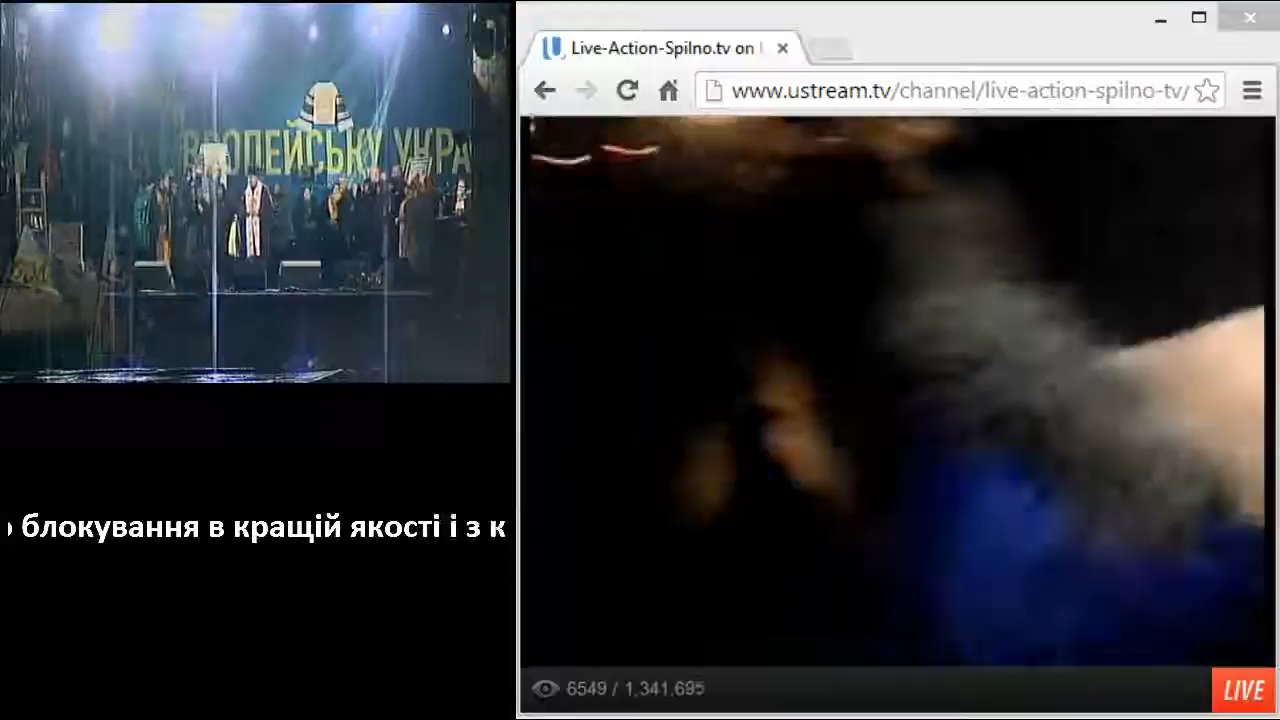 ВРОПЕЙСЬКУ УКРА
блокування в кращій якості і з к
Live-Action-Spilno.tv on
www.ustream.tv/channel/live-action-spilno-tv/
6549 / 1,341,695
LIVE